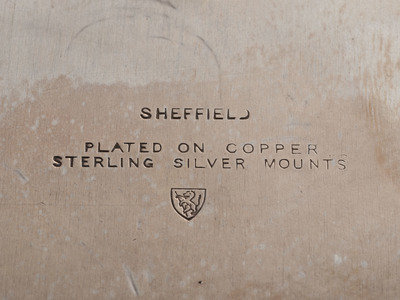 SHEFFIELD
PLATED ON COPPER
STERLING SILVER MOUNTS